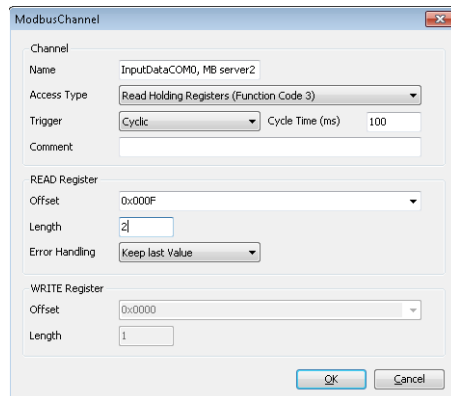 ModbusChannel
Channel
Name InputDataCOM0, MB server2
Access Type Read Holding Registers (Function Code 3)
Trigger Cyclic Cycle Time (ms) 100
Comment
READ Register
Offset 0x000F
Length 2
Error Handling Keep last Value
WRITE Register
Offset 0x0000
Length 1
OK Cancel